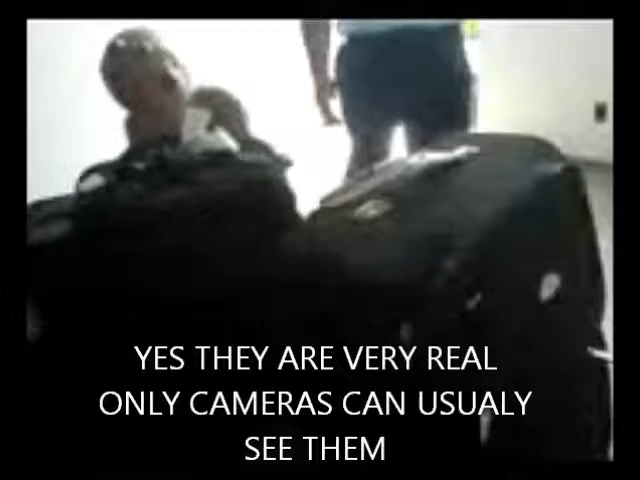 YES THEY ARE VERY REAL
ONLY CAMERAS CAN USUALY
SEE THEM